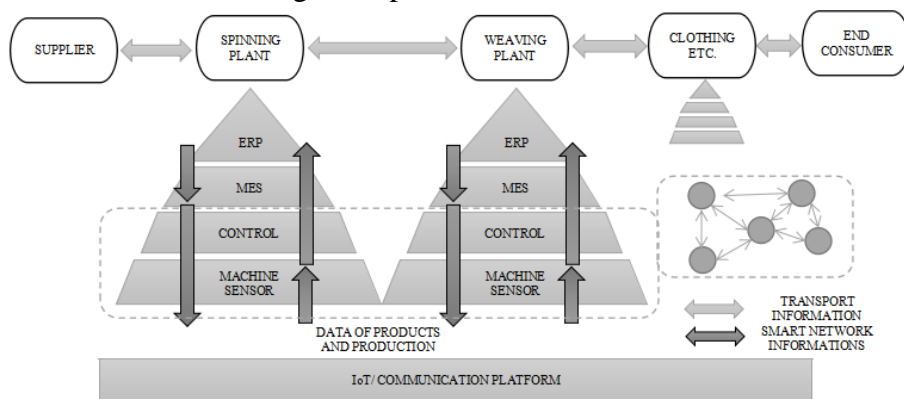 SUPPLIER
SPINNING
PLANT
WEAVING
PLANT
CLOTHING
ETC.
END
CONSUMER
ERP
MES
CONTROL
MACHINE
SENSOR
ERP
MES
CONTROL
MACHINE
SENSOR
DATA OF PRODUCTS
AND PRODUCTION
TRANSPORT
INFORMATION
SMART NETWORK
INFORMATIONS
IoT/ COMMUNICATION PLATFORM